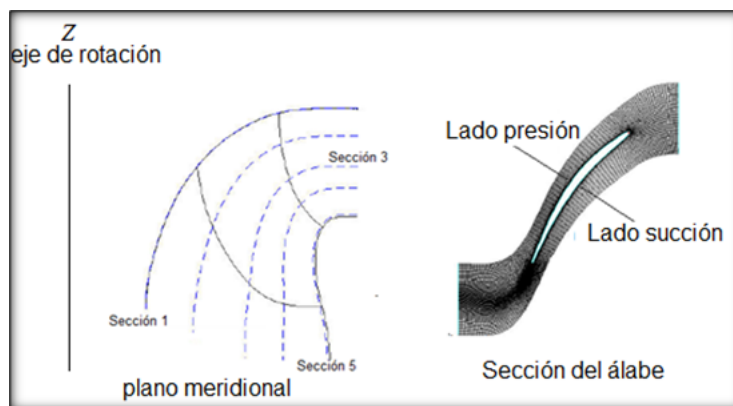 Z
eje de rotación
Sección 3
Sección 1
Sección 5
plano meridional
Lado presión
Lado succión
Sección del álabe